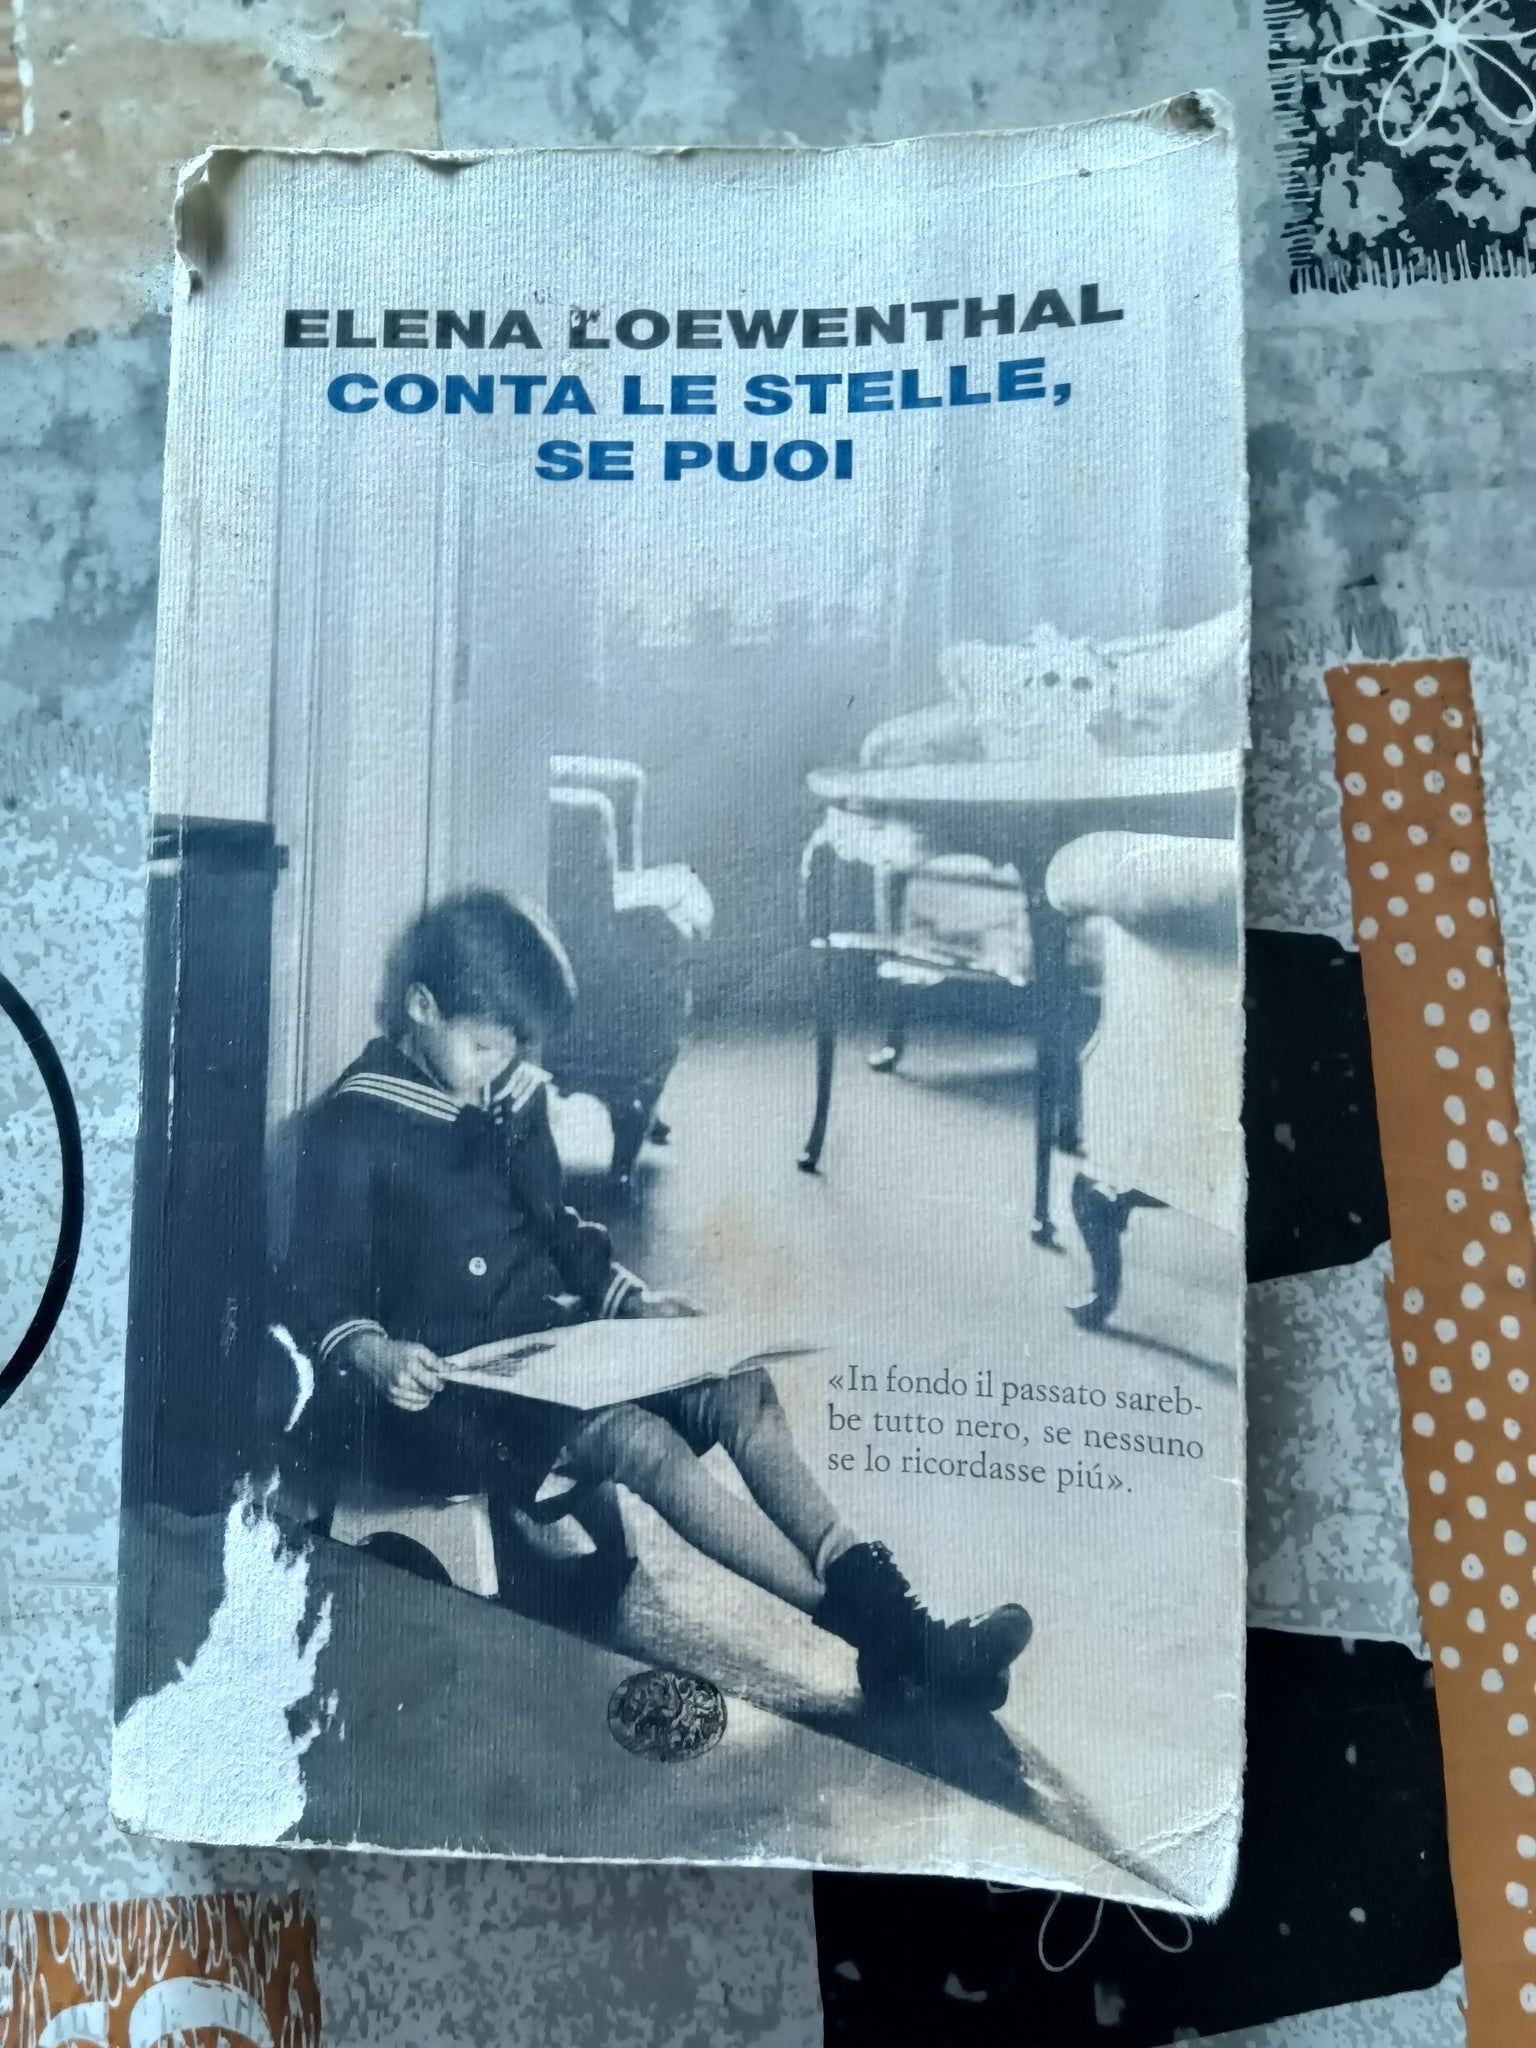 ELENA LOEWENTHAL
CONTA LE STELLE,
SE PUOI
«In fondo il passato sareb-
be tutto nero, se nessuno
se lo ricordasse piú».